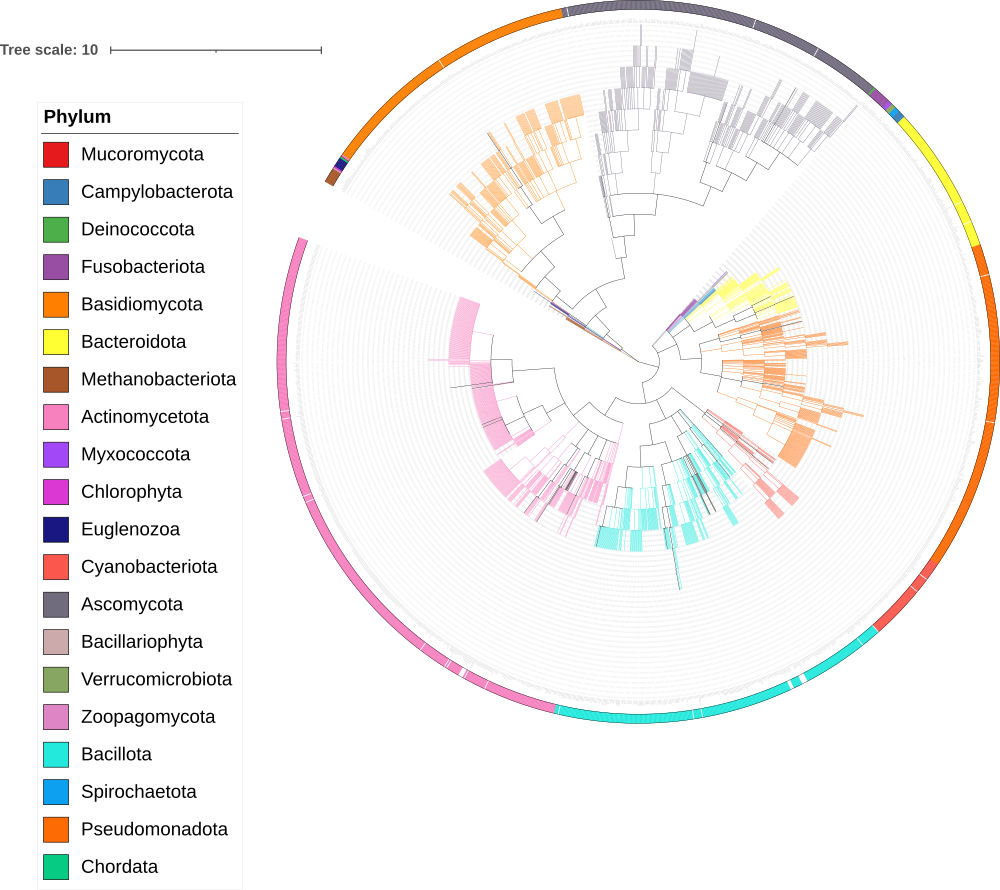 Tree scale: 10
Phylum
Mucoromycota
Campylobacterota
Deinococcota
Fusobacteriota
Basidiomycota
Bacteroidota
Methanobacteriota
Actinomycetota
Myxococcota
Chlorophyta
Euglenozoa
Cyanobacteriota
Ascomycota
Bacillariophyta
Verrucomicrobiota
Zoopagomycota
Bacillota
Spirochaetota
Pseudomonadota
Chordata